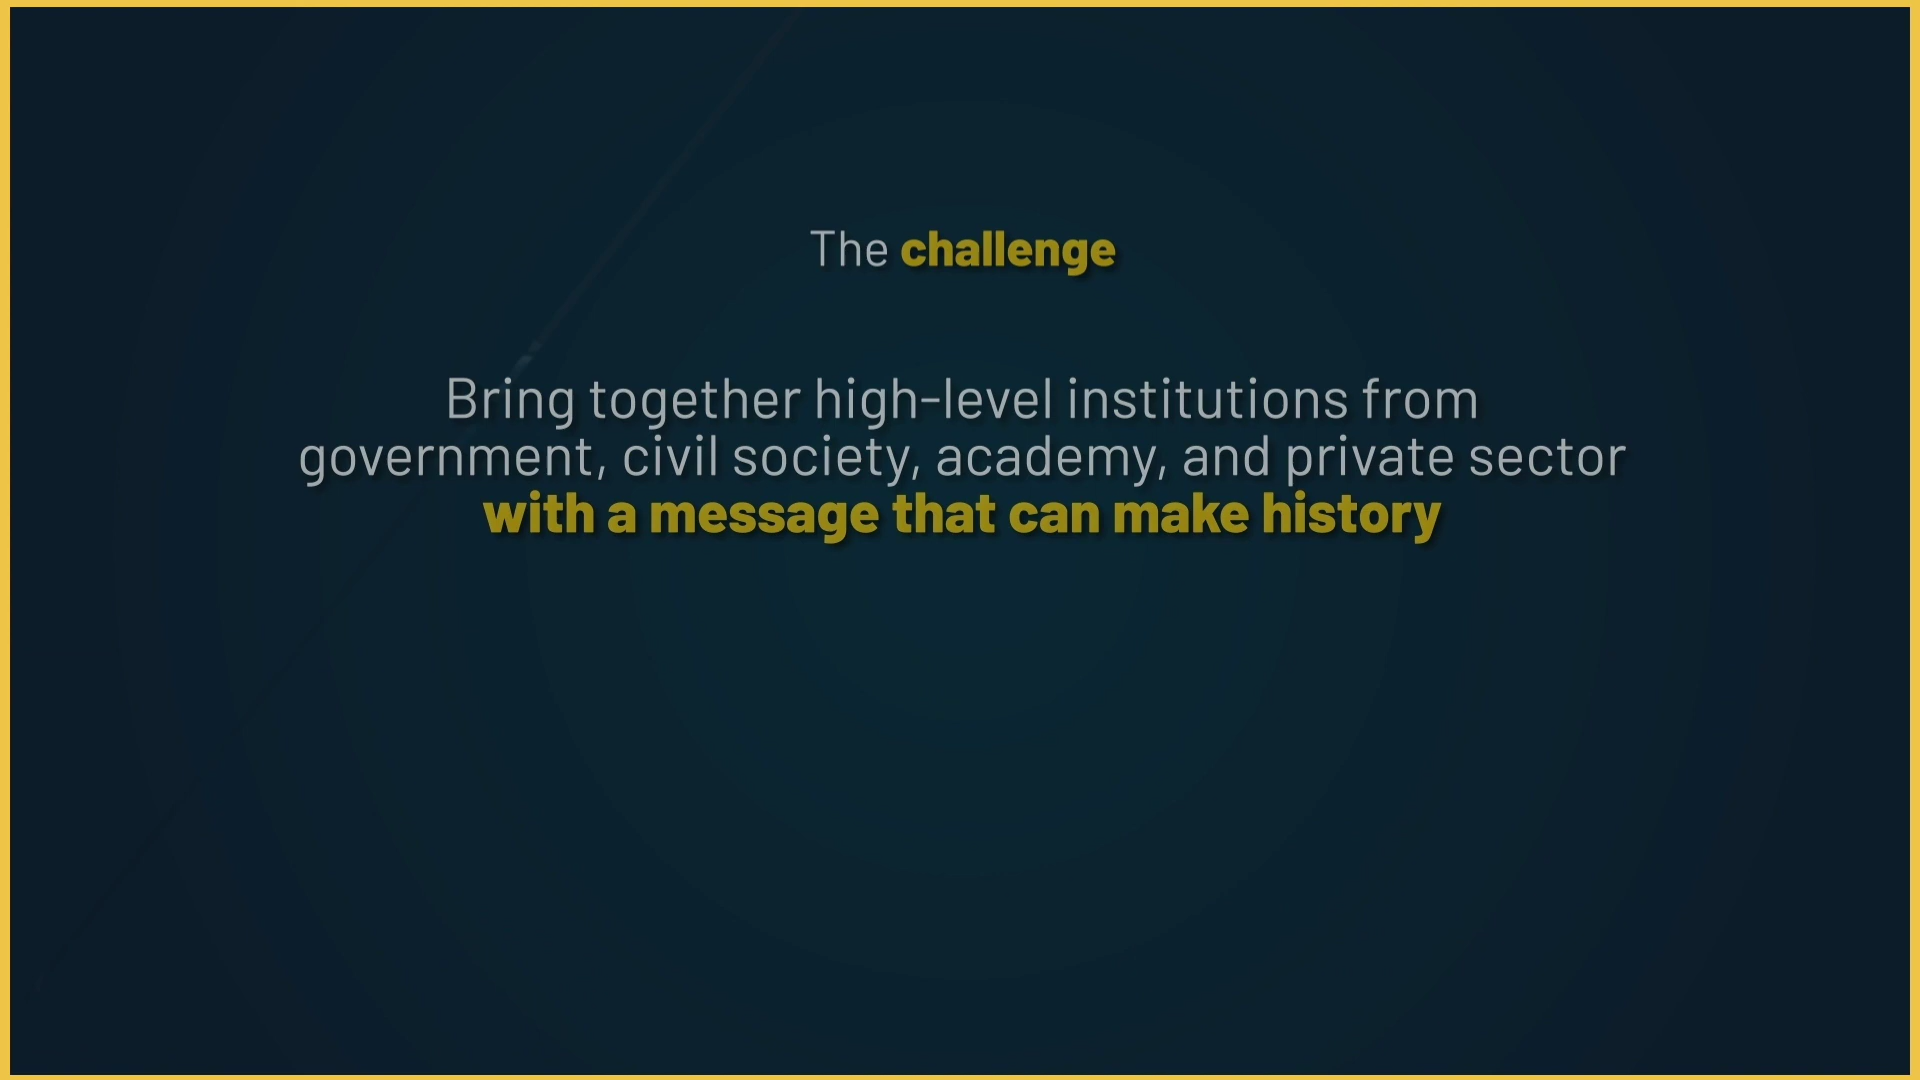 The challenge
Bring together high-level institutions from
government, civil society, academy, and private sector
with a message that can make history